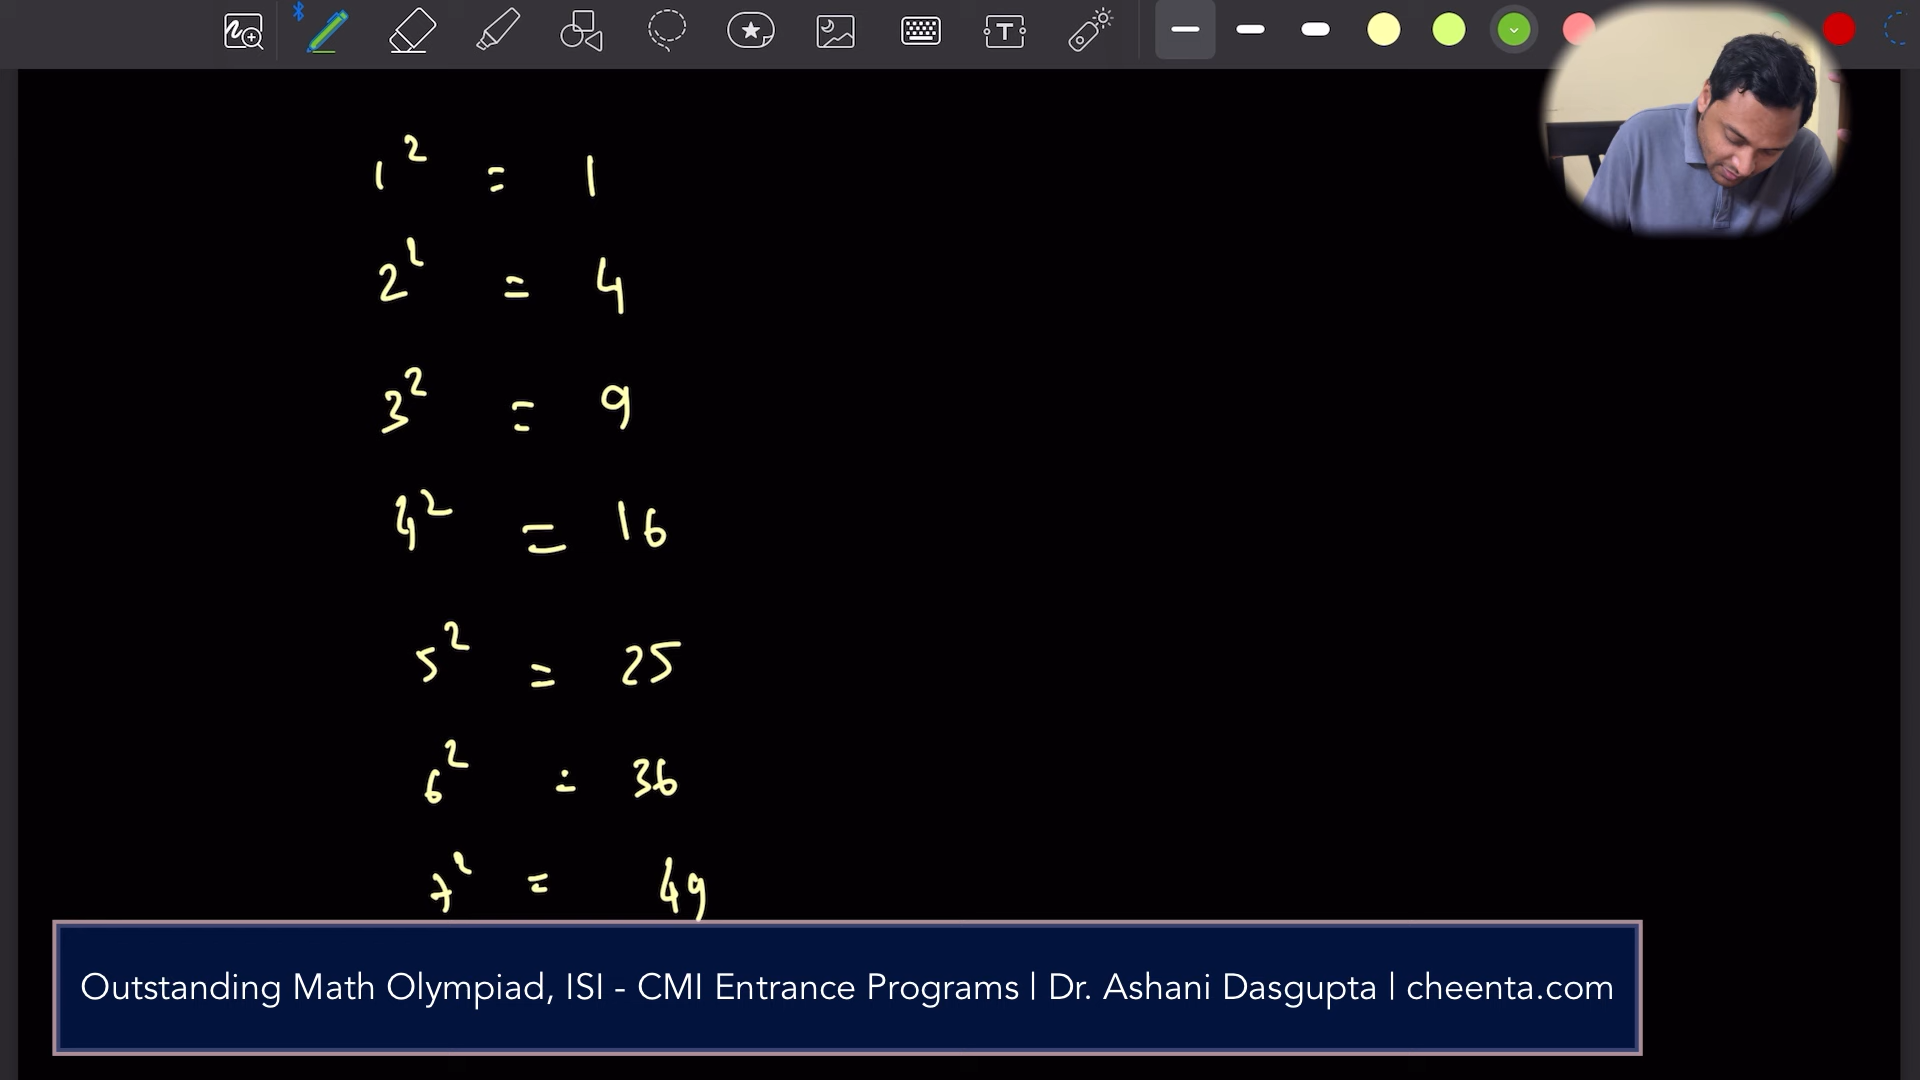 1² = 1
2² = 4
3² = 9
4² = 16
5² = 25
6² = 36
7² = 49
Outstanding Math Olympiad, ISI - CMI Entrance Programs | Dr. Ashani Dasgupta | cheenta.com